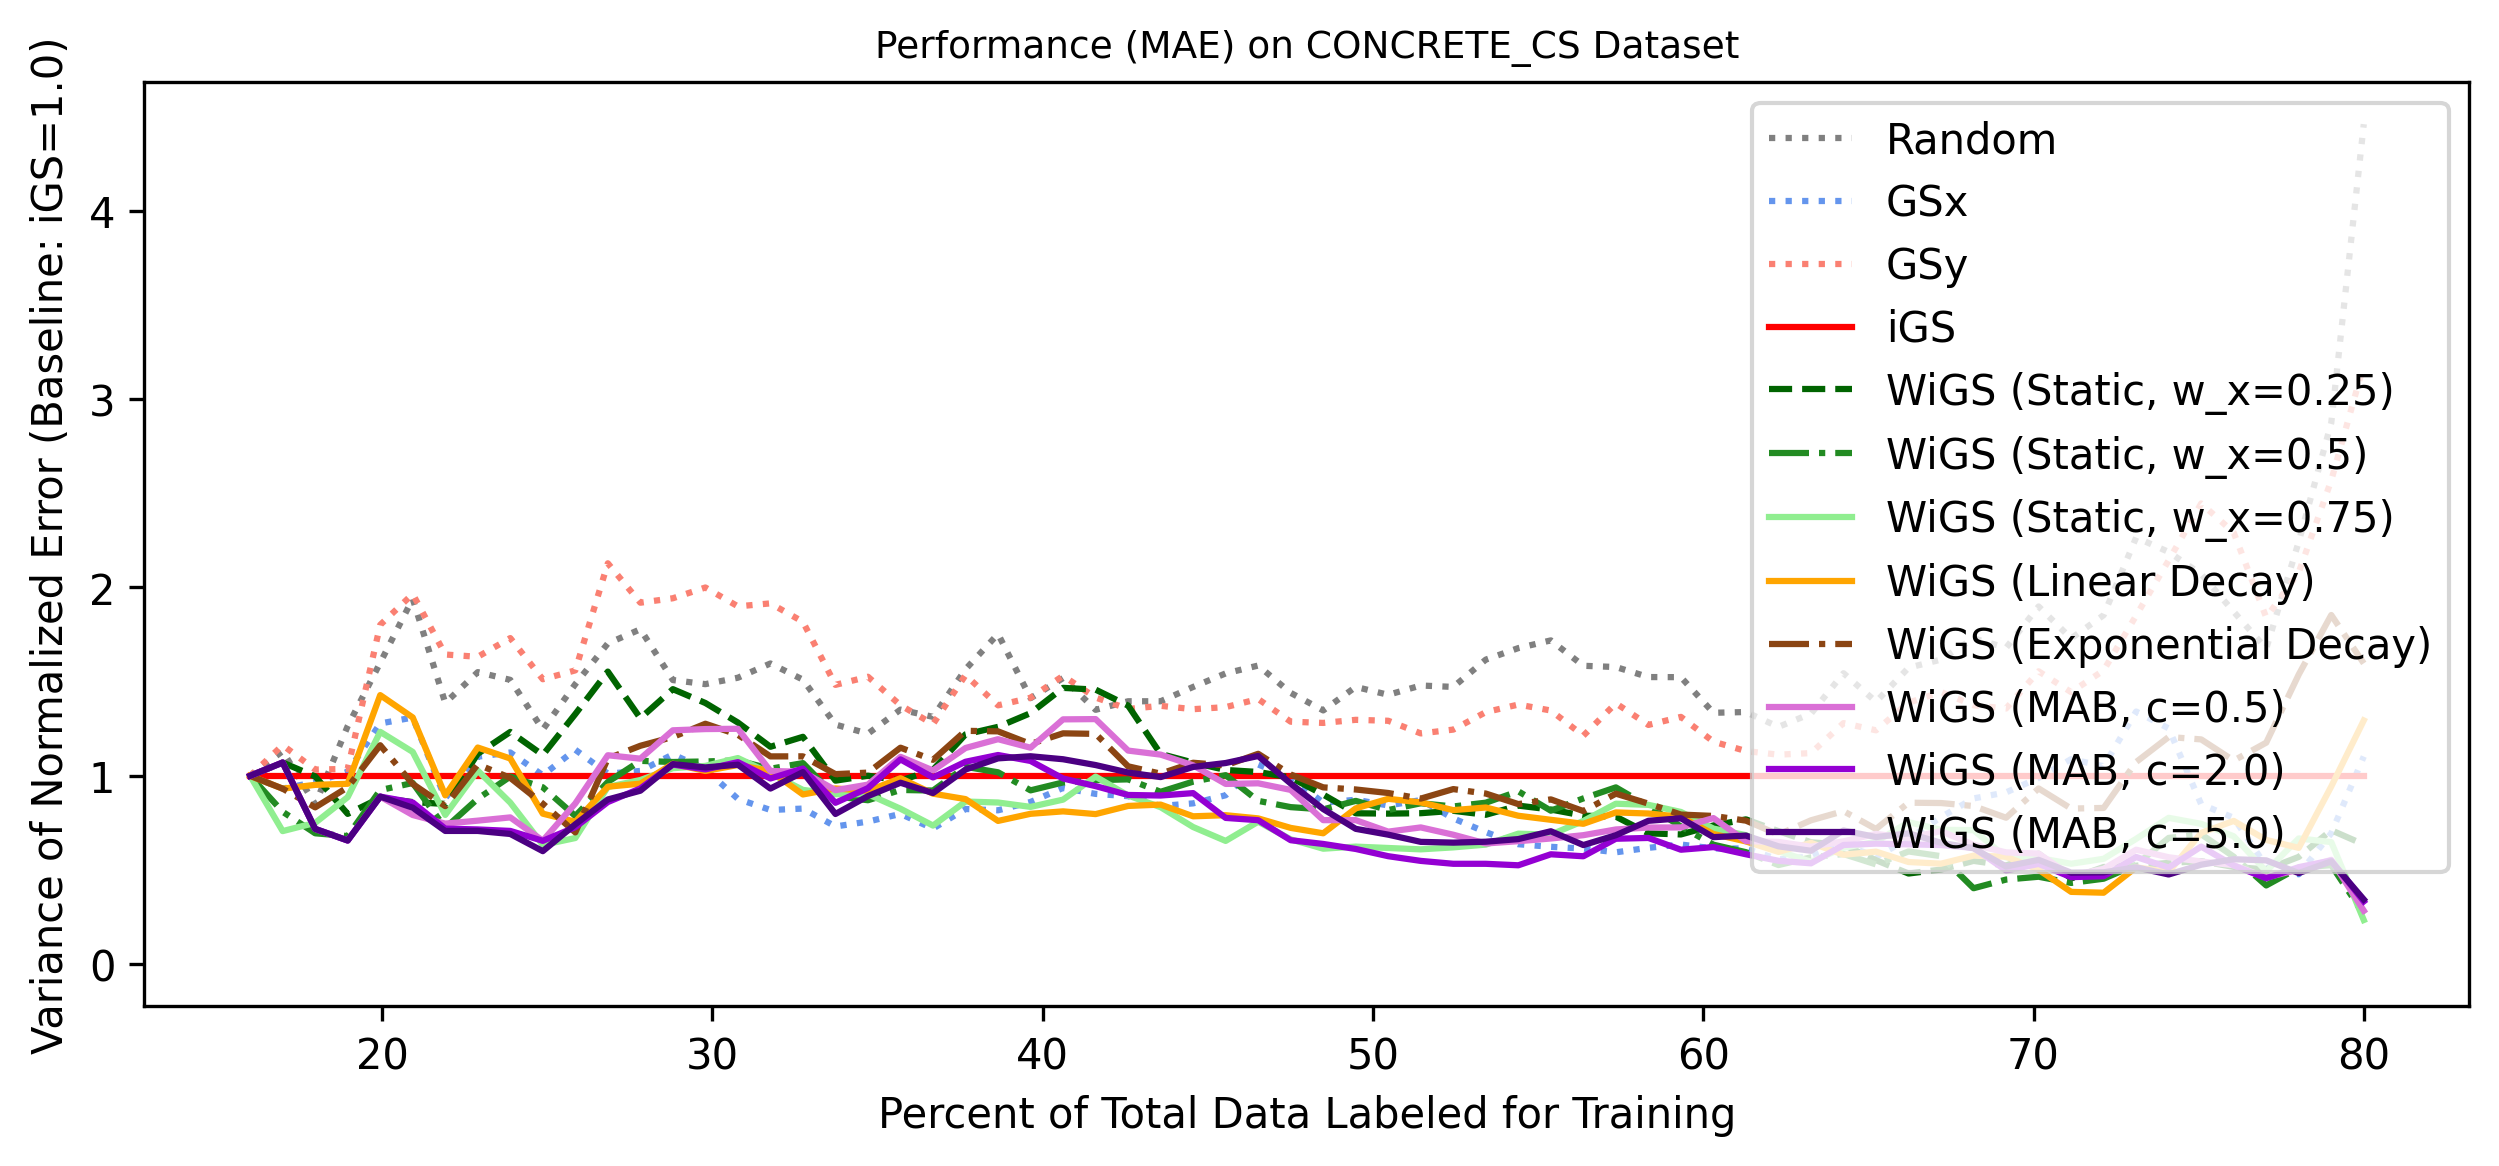 Performance (MAE) on CONCRETE_CS Dataset
Variance of Normalized Error (Baseline: iGS=1.0)
4
3
2
1
0
Random
GSx
GSy
iGS
WiGS (Static, w_x=0.25)
WiGS (Static, w_x=0.5)
WiGS (Static, w_x=0.75)
WiGS (Linear Decay)
WiGS (Exponential Decay)
WiGS (MAB, c=0.5)
WiGS (MAB, c=2.0)
WiGS (MAB, c=5.0)
20 30 40 50 60 70 80
Percent of Total Data Labeled for Training